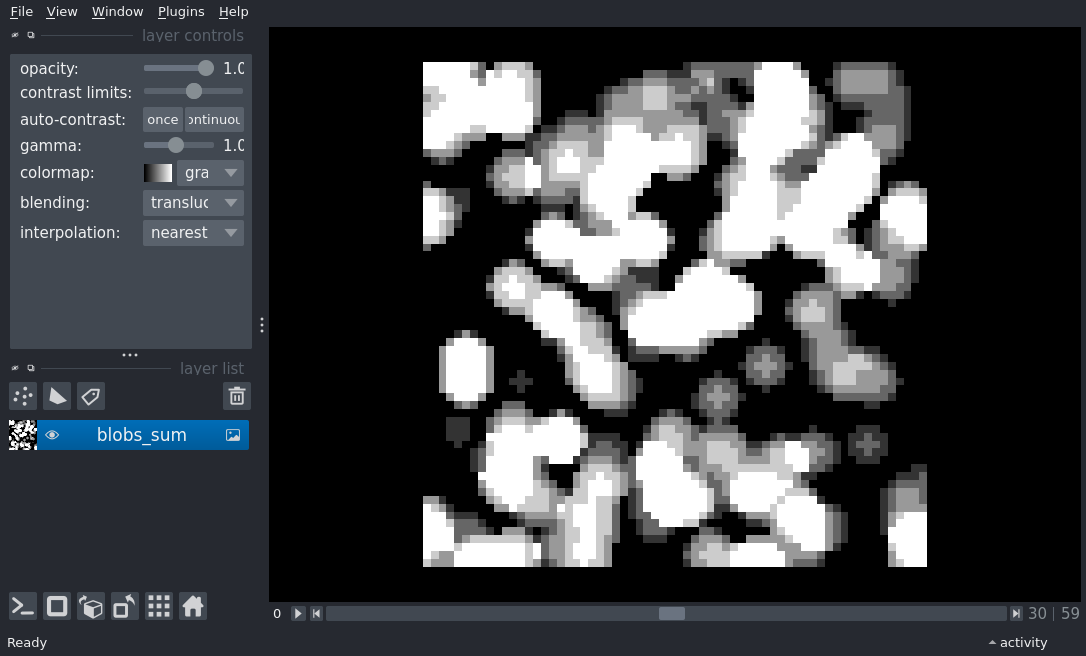 File View Window Plugins Help
layer controls
opacity: 1.0
contrast limits:
auto-contrast: once ontinuou
gamma: 1.0
colormap: gra
blending: transluc
interpolation: nearest
layer list
blobs_sum
0 30 | 59
Ready activity